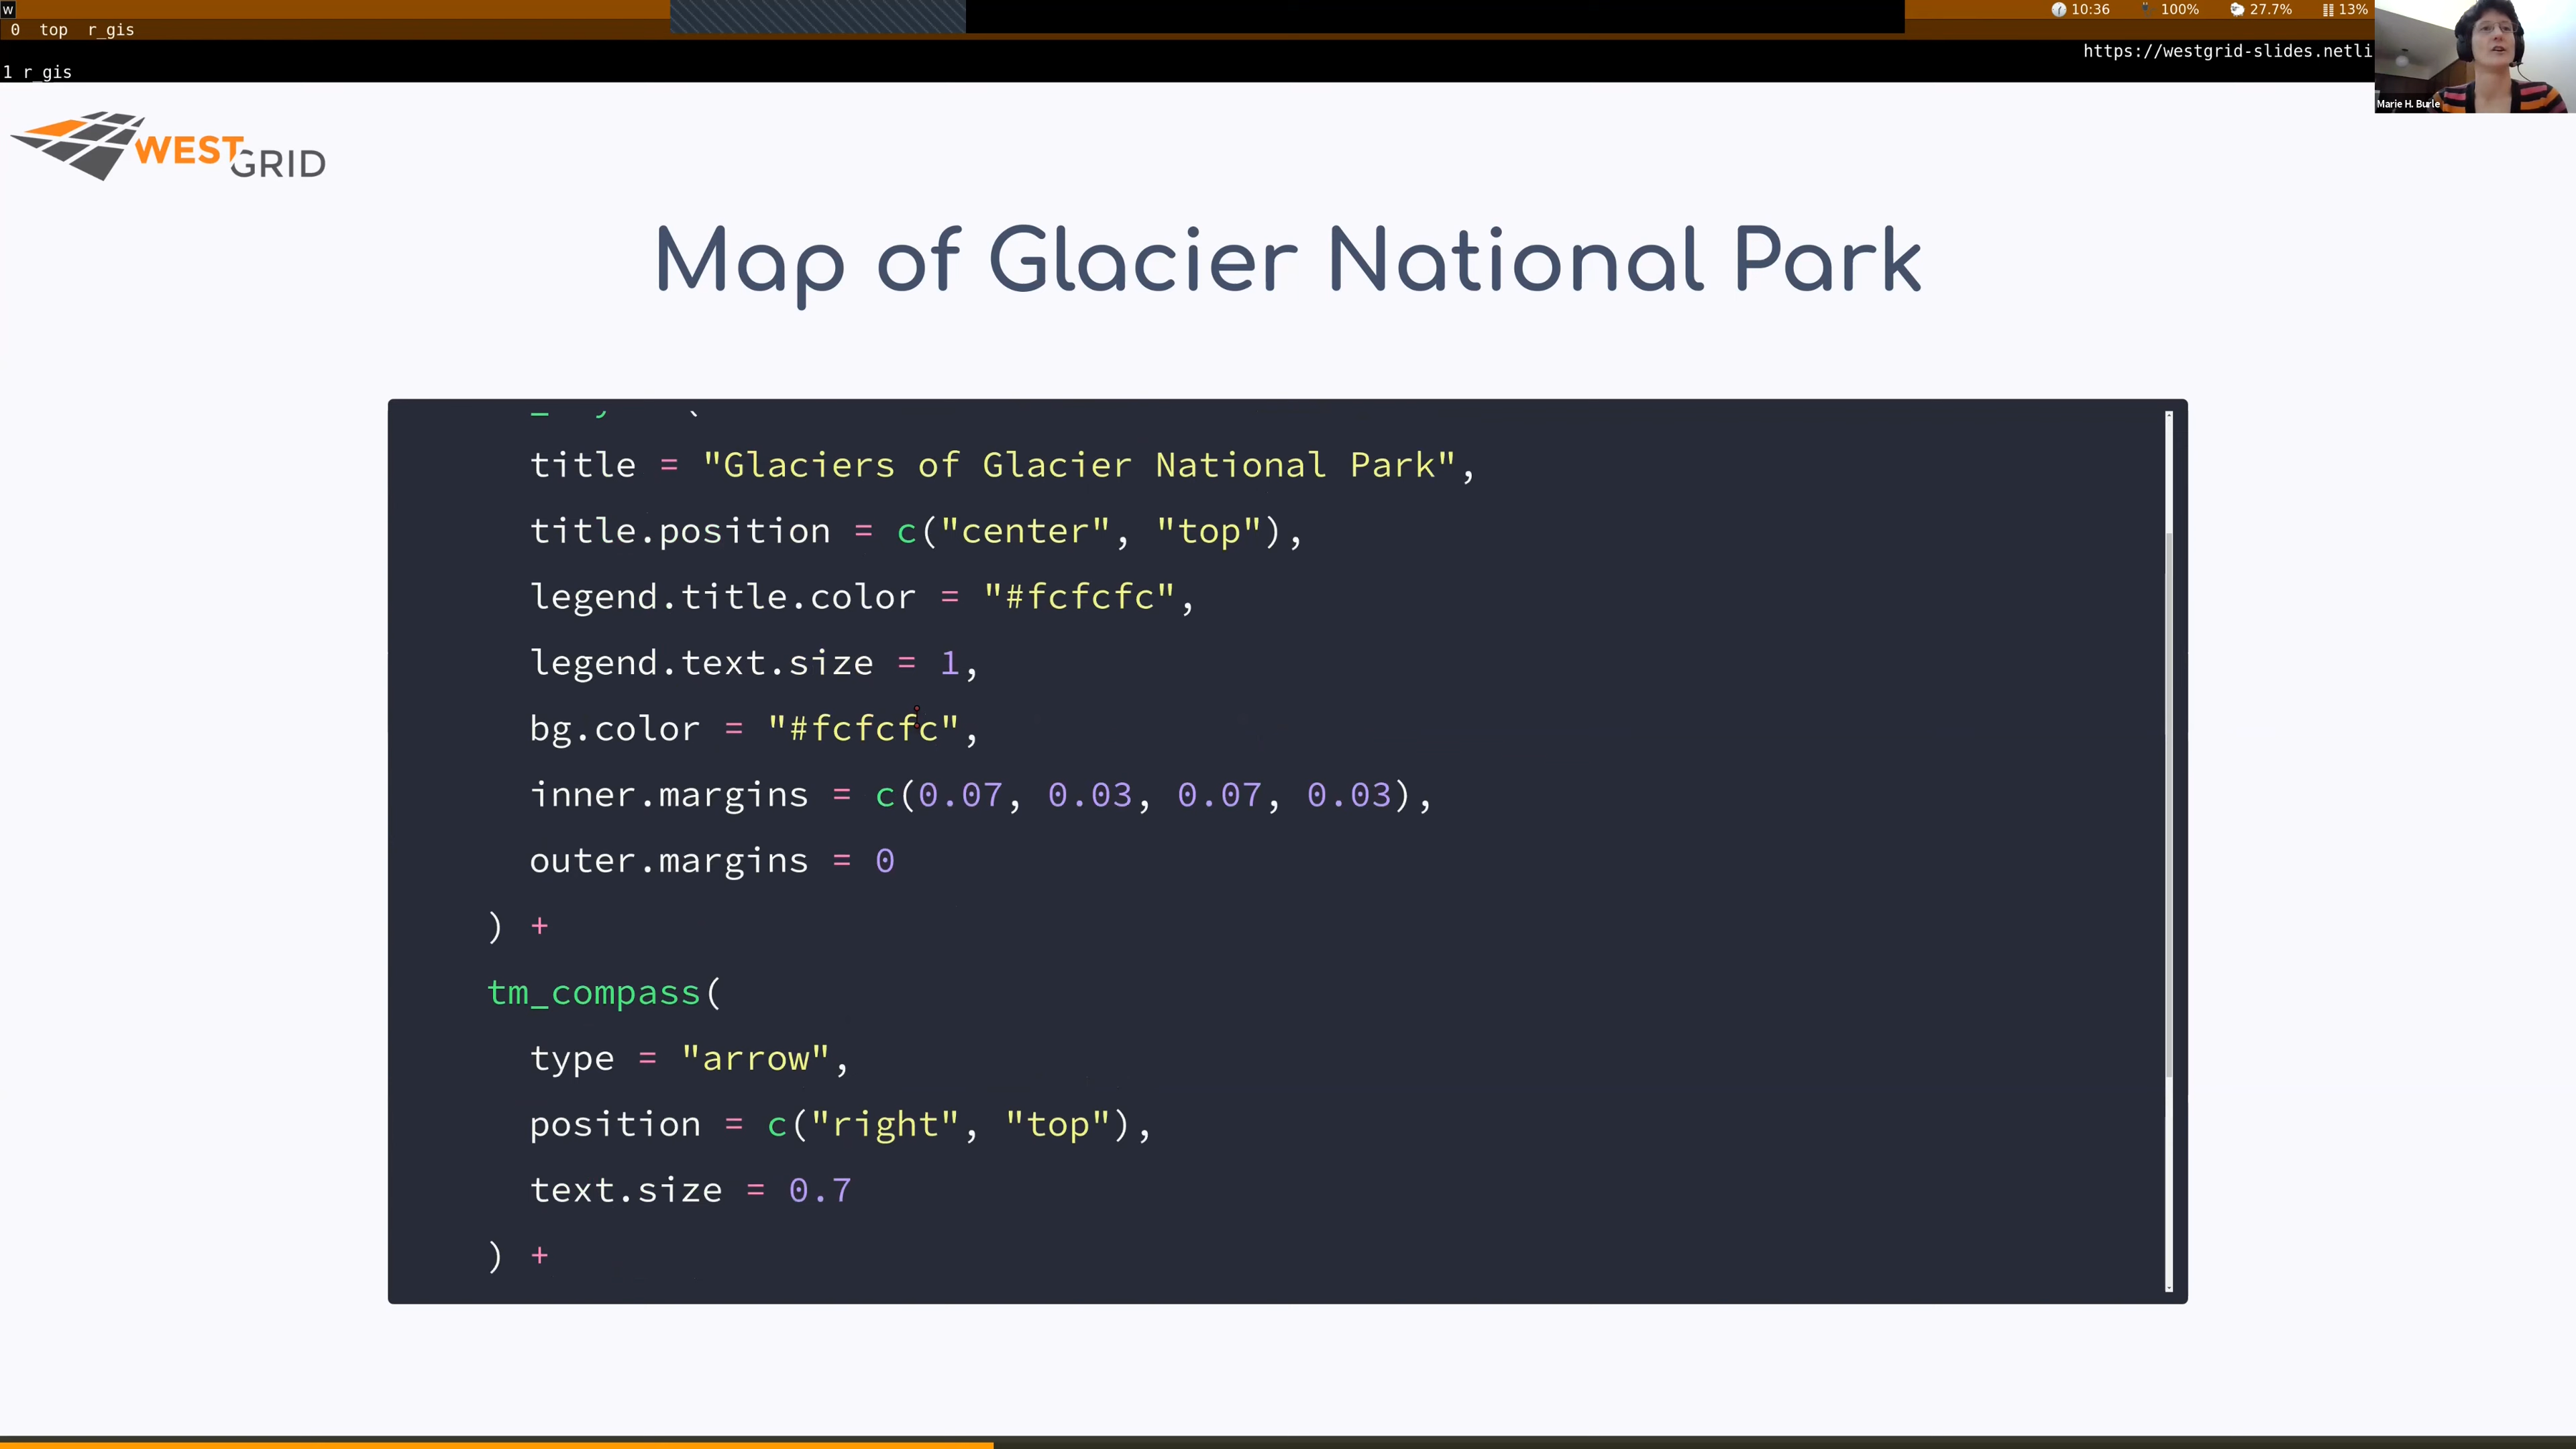 w
10:36 100% 27.7% 13%
0 top r_gis
https://westgrid-slides.netli
1 r_gis
Marie H. Burle
WESTGRID
Map of Glacier National Park
title = "Glaciers of Glacier National Park",
title.position = c("center", "top"),
legend.title.color = "#fcfcfc",
legend.text.size = 1,
bg.color = "#fcfcfc",
inner.margins = c(0.07, 0.03, 0.07, 0.03),
outer.margins = 0
) +
tm_compass(
type = "arrow",
position = c("right", "top"),
text.size = 0.7
) +